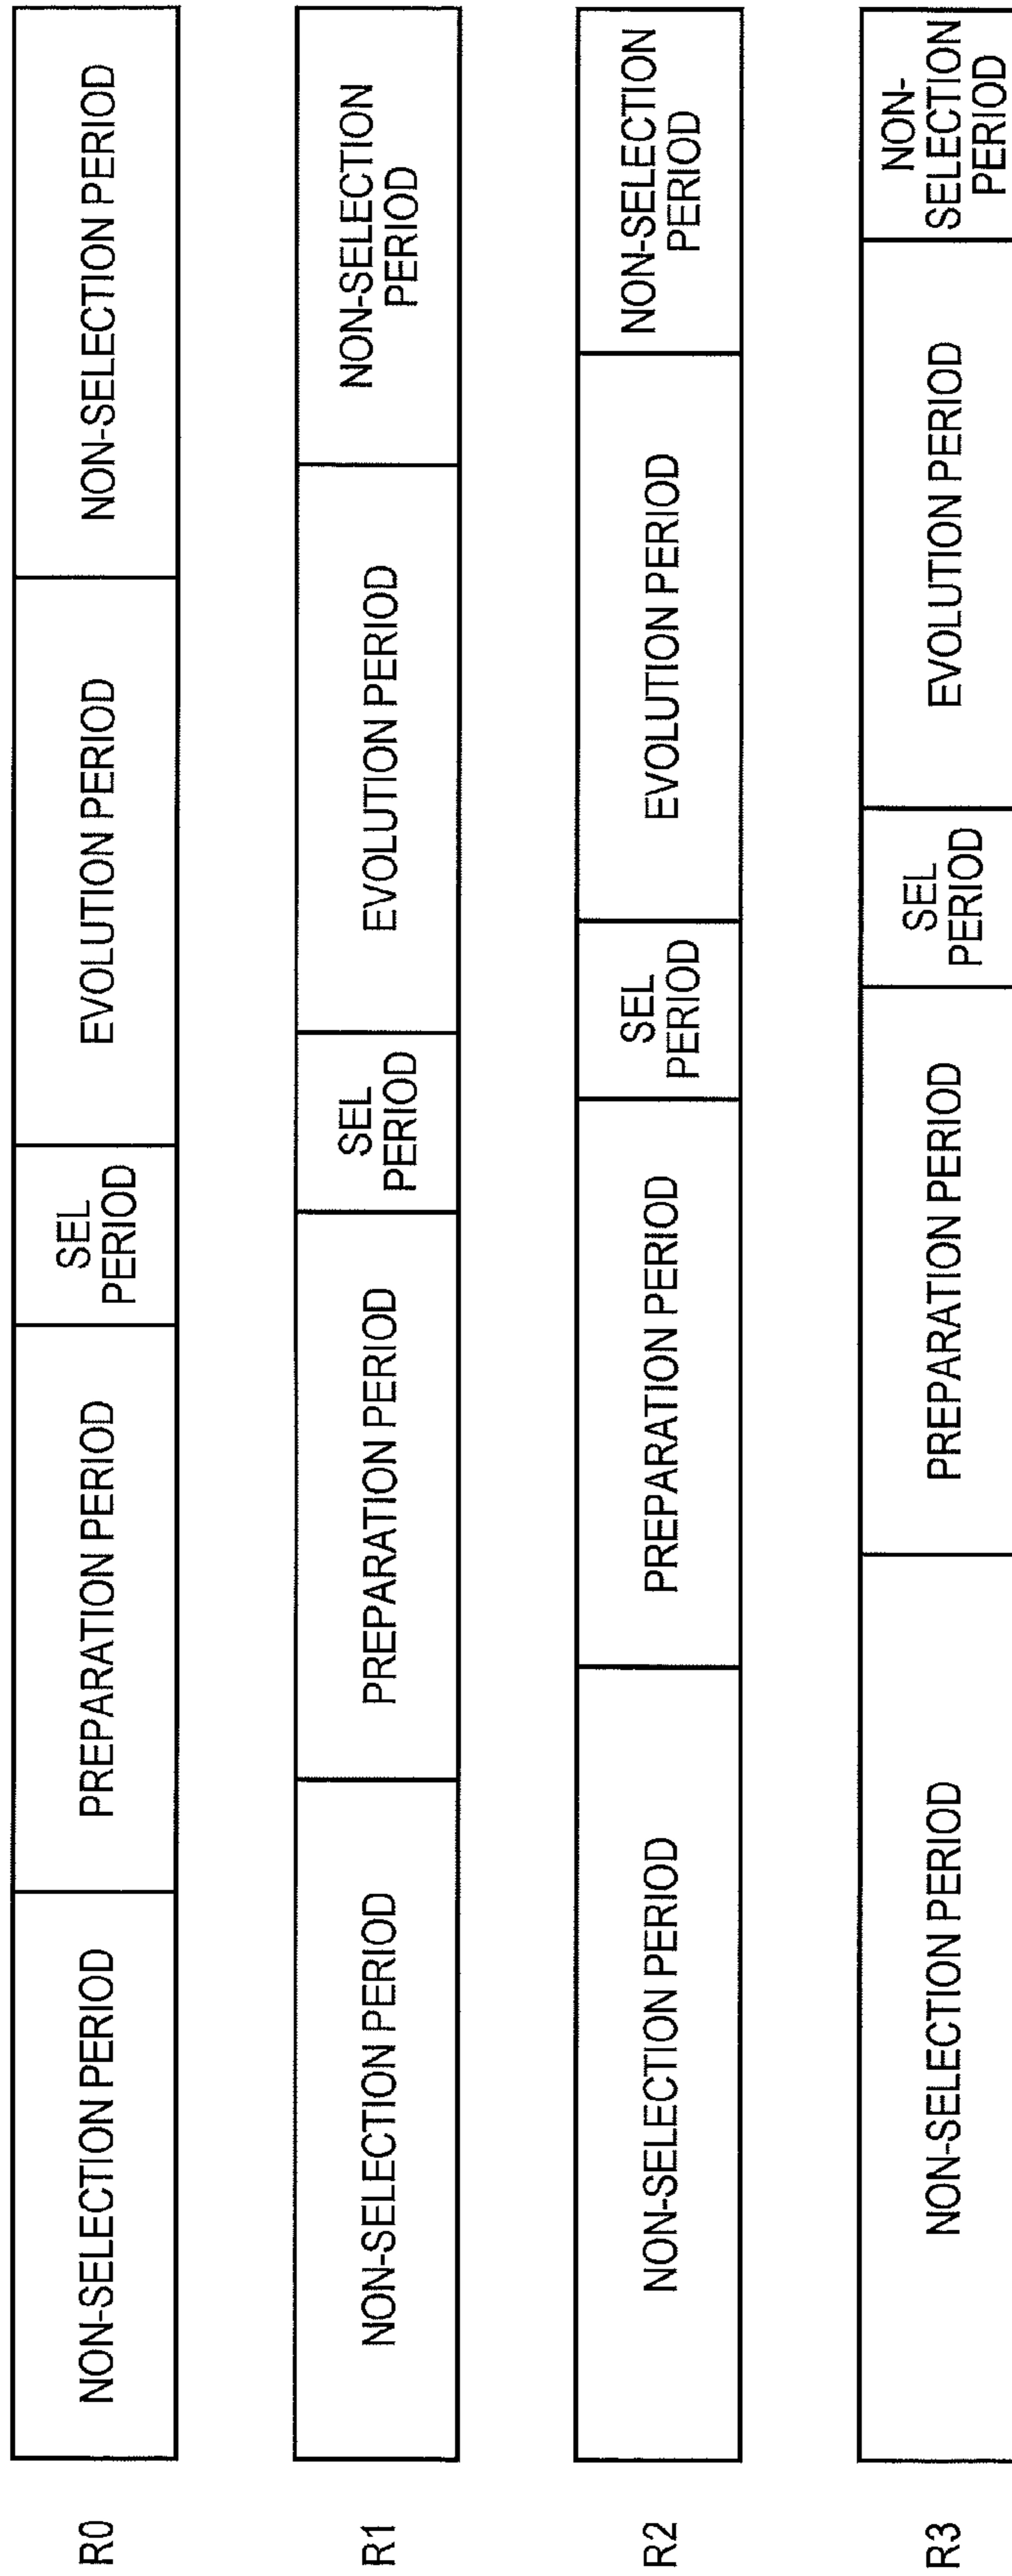 R0
NON-SELECTION PERIOD
PREPARATION PERIOD
SEL
PERIOD
EVOLUTION PERIOD
NON-SELECTION PERIOD
R1
NON-SELECTION PERIOD
PREPARATION PERIOD
SEL
PERIOD
EVOLUTION PERIOD
NON-SELECTION
PERIOD
R2
NON-SELECTION PERIOD
PREPARATION PERIOD
SEL
PERIOD
EVOLUTION PERIOD
NON-SELECTION
PERIOD
R3
NON-SELECTION PERIOD
PREPARATION PERIOD
SEL
PERIOD
EVOLUTION PERIOD
NON-
SELECTION
PERIOD